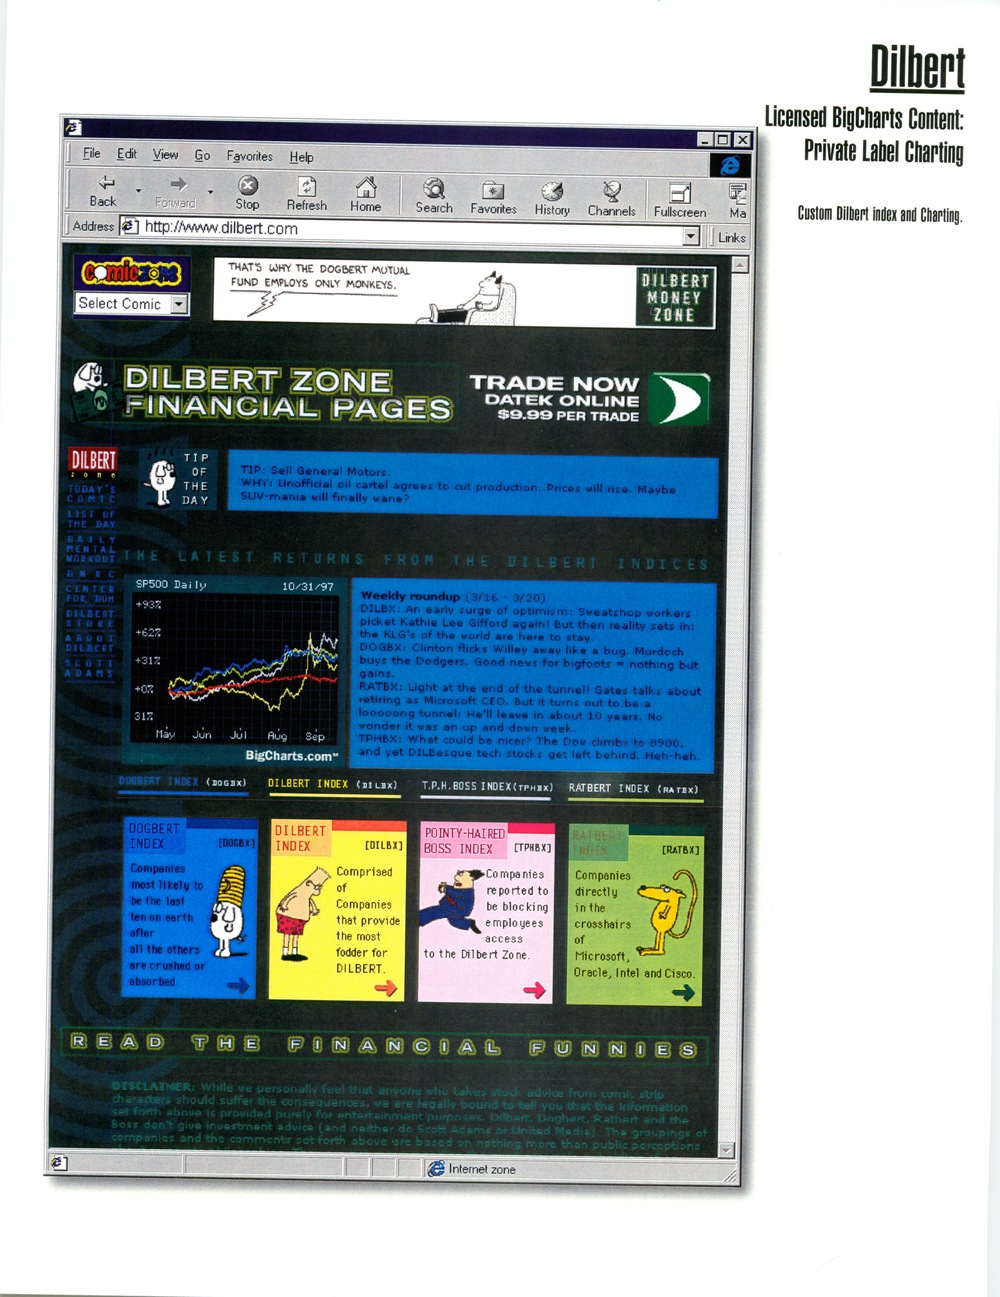 Dilbert
Licensed BigCharts Content:
Private Label Charting
Custom Dilbert index and Charting.
File Edit View Go Favorites Help
Back Forward Stop Refresh Home Search Favorites History Channels Fullscreen Ma
Address http://www.dilbert.com Links
comiczone
Select Comic
THAT'S WHY THE DOGBERT MUTUAL
FUND EMPLOYS ONLY MONKEYS.
DILBERT
MONEY
ZONE
DILBERT ZONE
FINANCIAL PAGES
TRADE NOW
DATEK ONLINE
$9.99 PER TRADE
DILBERT
zone
TODAY'S
COMIC
LIST OF
THE DAY
DAILY
MENTAL
WORKOUT
DNRC
CENTER
FOR DUM
DILBERT
STORE
ABOUT
DILBERT
SCOTT
ADAMS
TIP
OF
THE
DAY
TIP: Sell General Motors.
WHY: Unofficial oil cartel agrees to cut production. Prices will rise. Maybe
SUV-mania will finally wane?
THE LATEST RETURNS FROM THE DILBERT INDICES
SP500 Daily 10/31/97
+93%
+62%
+31%
+0%
31%
May Jun Jul Aug Sep
BigCharts.com℠
Weekly roundup (3/16 - 3/20)
DILBX: An early surge of optimism: Sweatshop workers
picket Kathie Lee Gifford again! But then reality sets in:
the KLG's of the world are here to stay.
DOGBX: Clinton flicks Willey away like a bug. Murdoch
buys the Dodgers. Good news for bigfoots = nothing but
gains.
RATBX: Light at the end of the tunnel! Gates talks about
retiring as Microsoft CEO. But it turns out to be a
looooong tunnel: He'll leave in about 10 years. No
wonder it was an up and down week.
TPHBX: What could be nicer? The Dow climbs to 8900,
and yet DILBesque tech stocks get left behind. Heh-heh.
DOGBERT INDEX (DOGBX) DILBERT INDEX (DILBX) T.P.H.BOSS INDEX(TPHBX) RATBERT INDEX (RATBX)
DOGBERT
INDEX [DOGBX]
Companies
most likely to
be the last
ten on earth
after
all the others
are crushed or
absorbed.
DILBERT
INDEX [DILBX]
Comprised
of
Companies
that provide
the most
fodder for
DILBERT.
POINTY-HAIRED
BOSS INDEX [TPHBX]
Companies
reported to
be blocking
employees
access
to the Dilbert Zone.
RATBERT
INDEX [RATBX]
Companies
directly
in the
crosshairs
of
Microsoft,
Oracle, Intel and Cisco.
READ THE FINANCIAL FUNNIES
DISCLAIMER: While we personally feel that anyone who takes stock advice from comic strip
characters should suffer the consequences, we are legally bound to tell you that the information
set forth above is provided purely for entertainment purposes. Dilbert, Dogbert, Ratbert and the
Boss don't give investment advice (and neither do Scott Adams or United Media). The groupings of
companies and the comments set forth above are based on nothing more than public perceptions
Internet zone